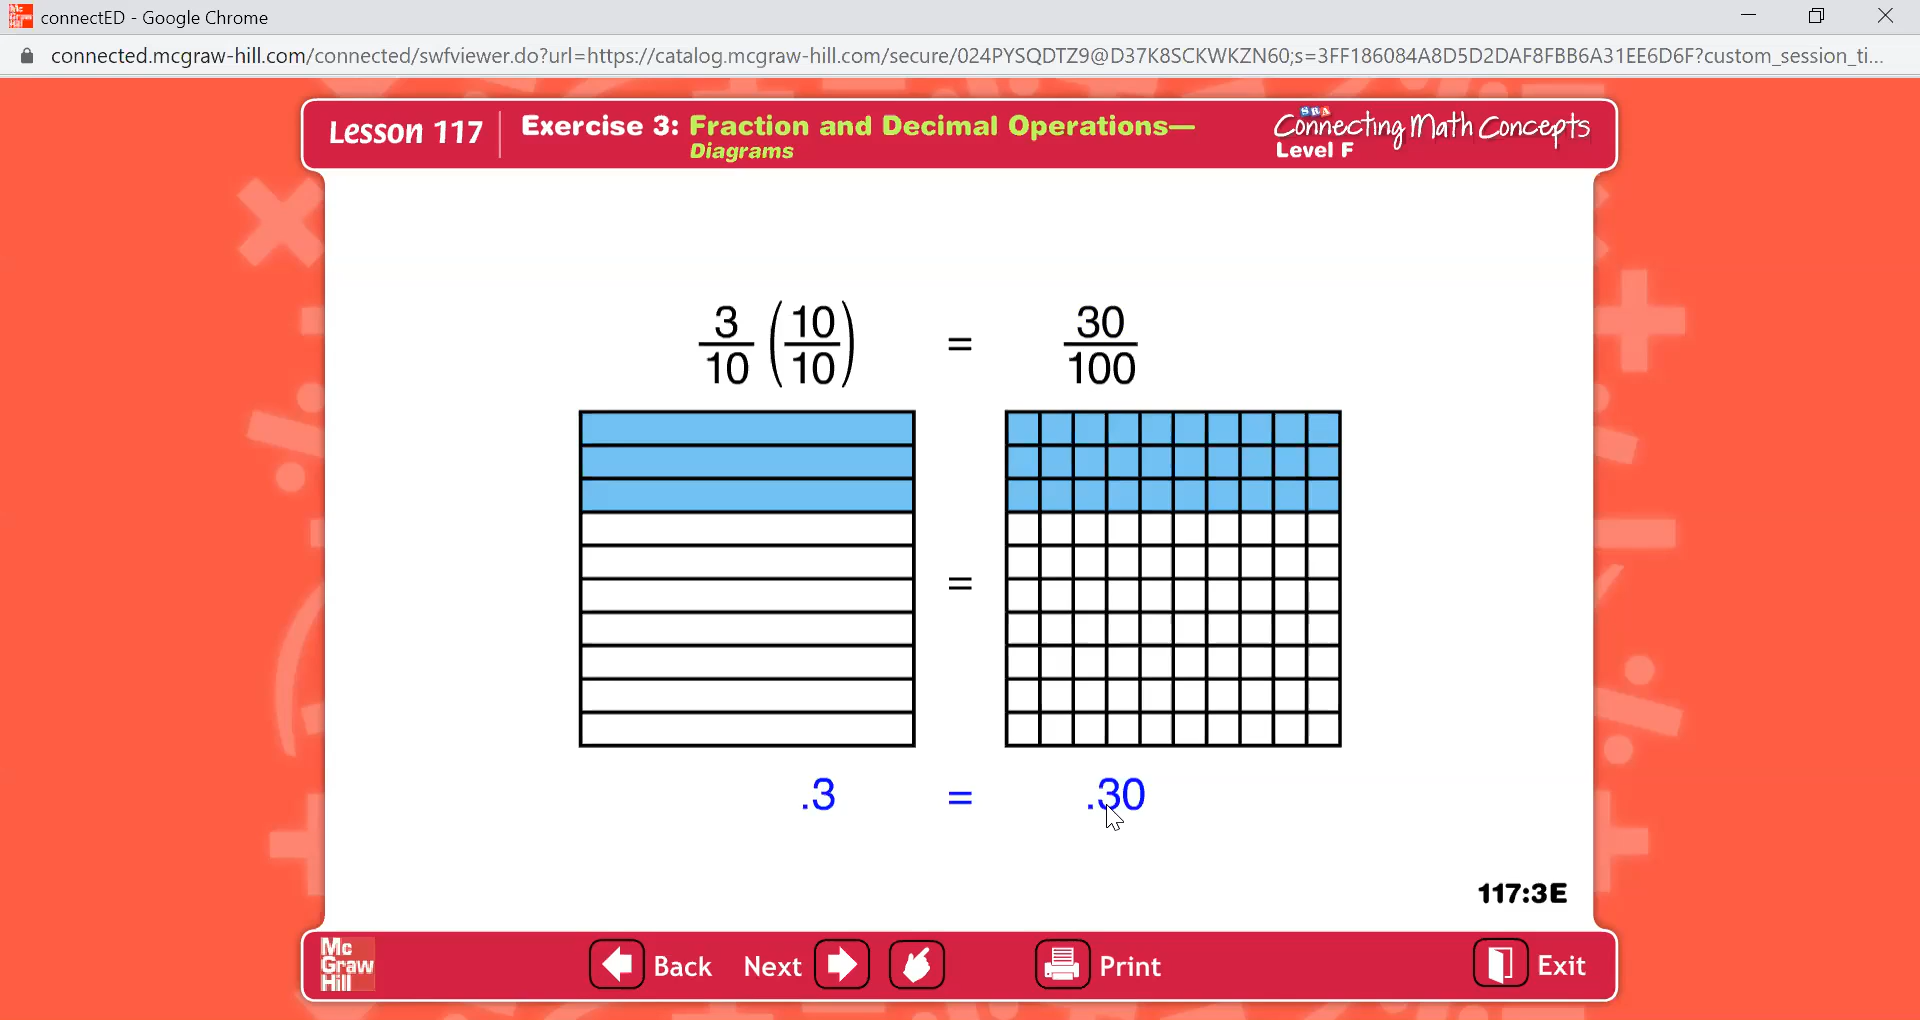 connectED - Google Chrome
connected.mcgraw-hill.com/connected/swfviewer.do?url=https://catalog.mcgraw-hill.com/secure/024PYSQDTZ9@D37K8SCKWKZN60;s=3FF186084A8D5D2DAF8FBB6A31EE6D6F?custom_session_ti...
Lesson 117
Exercise 3: Fraction and Decimal Operations—
Diagrams
SRA
Connecting Math Concepts
Level F
3/10 (10/10) = 30/100
=
.3 = .30
117:3E
Mc
Graw
Hill
Back Next Print Exit